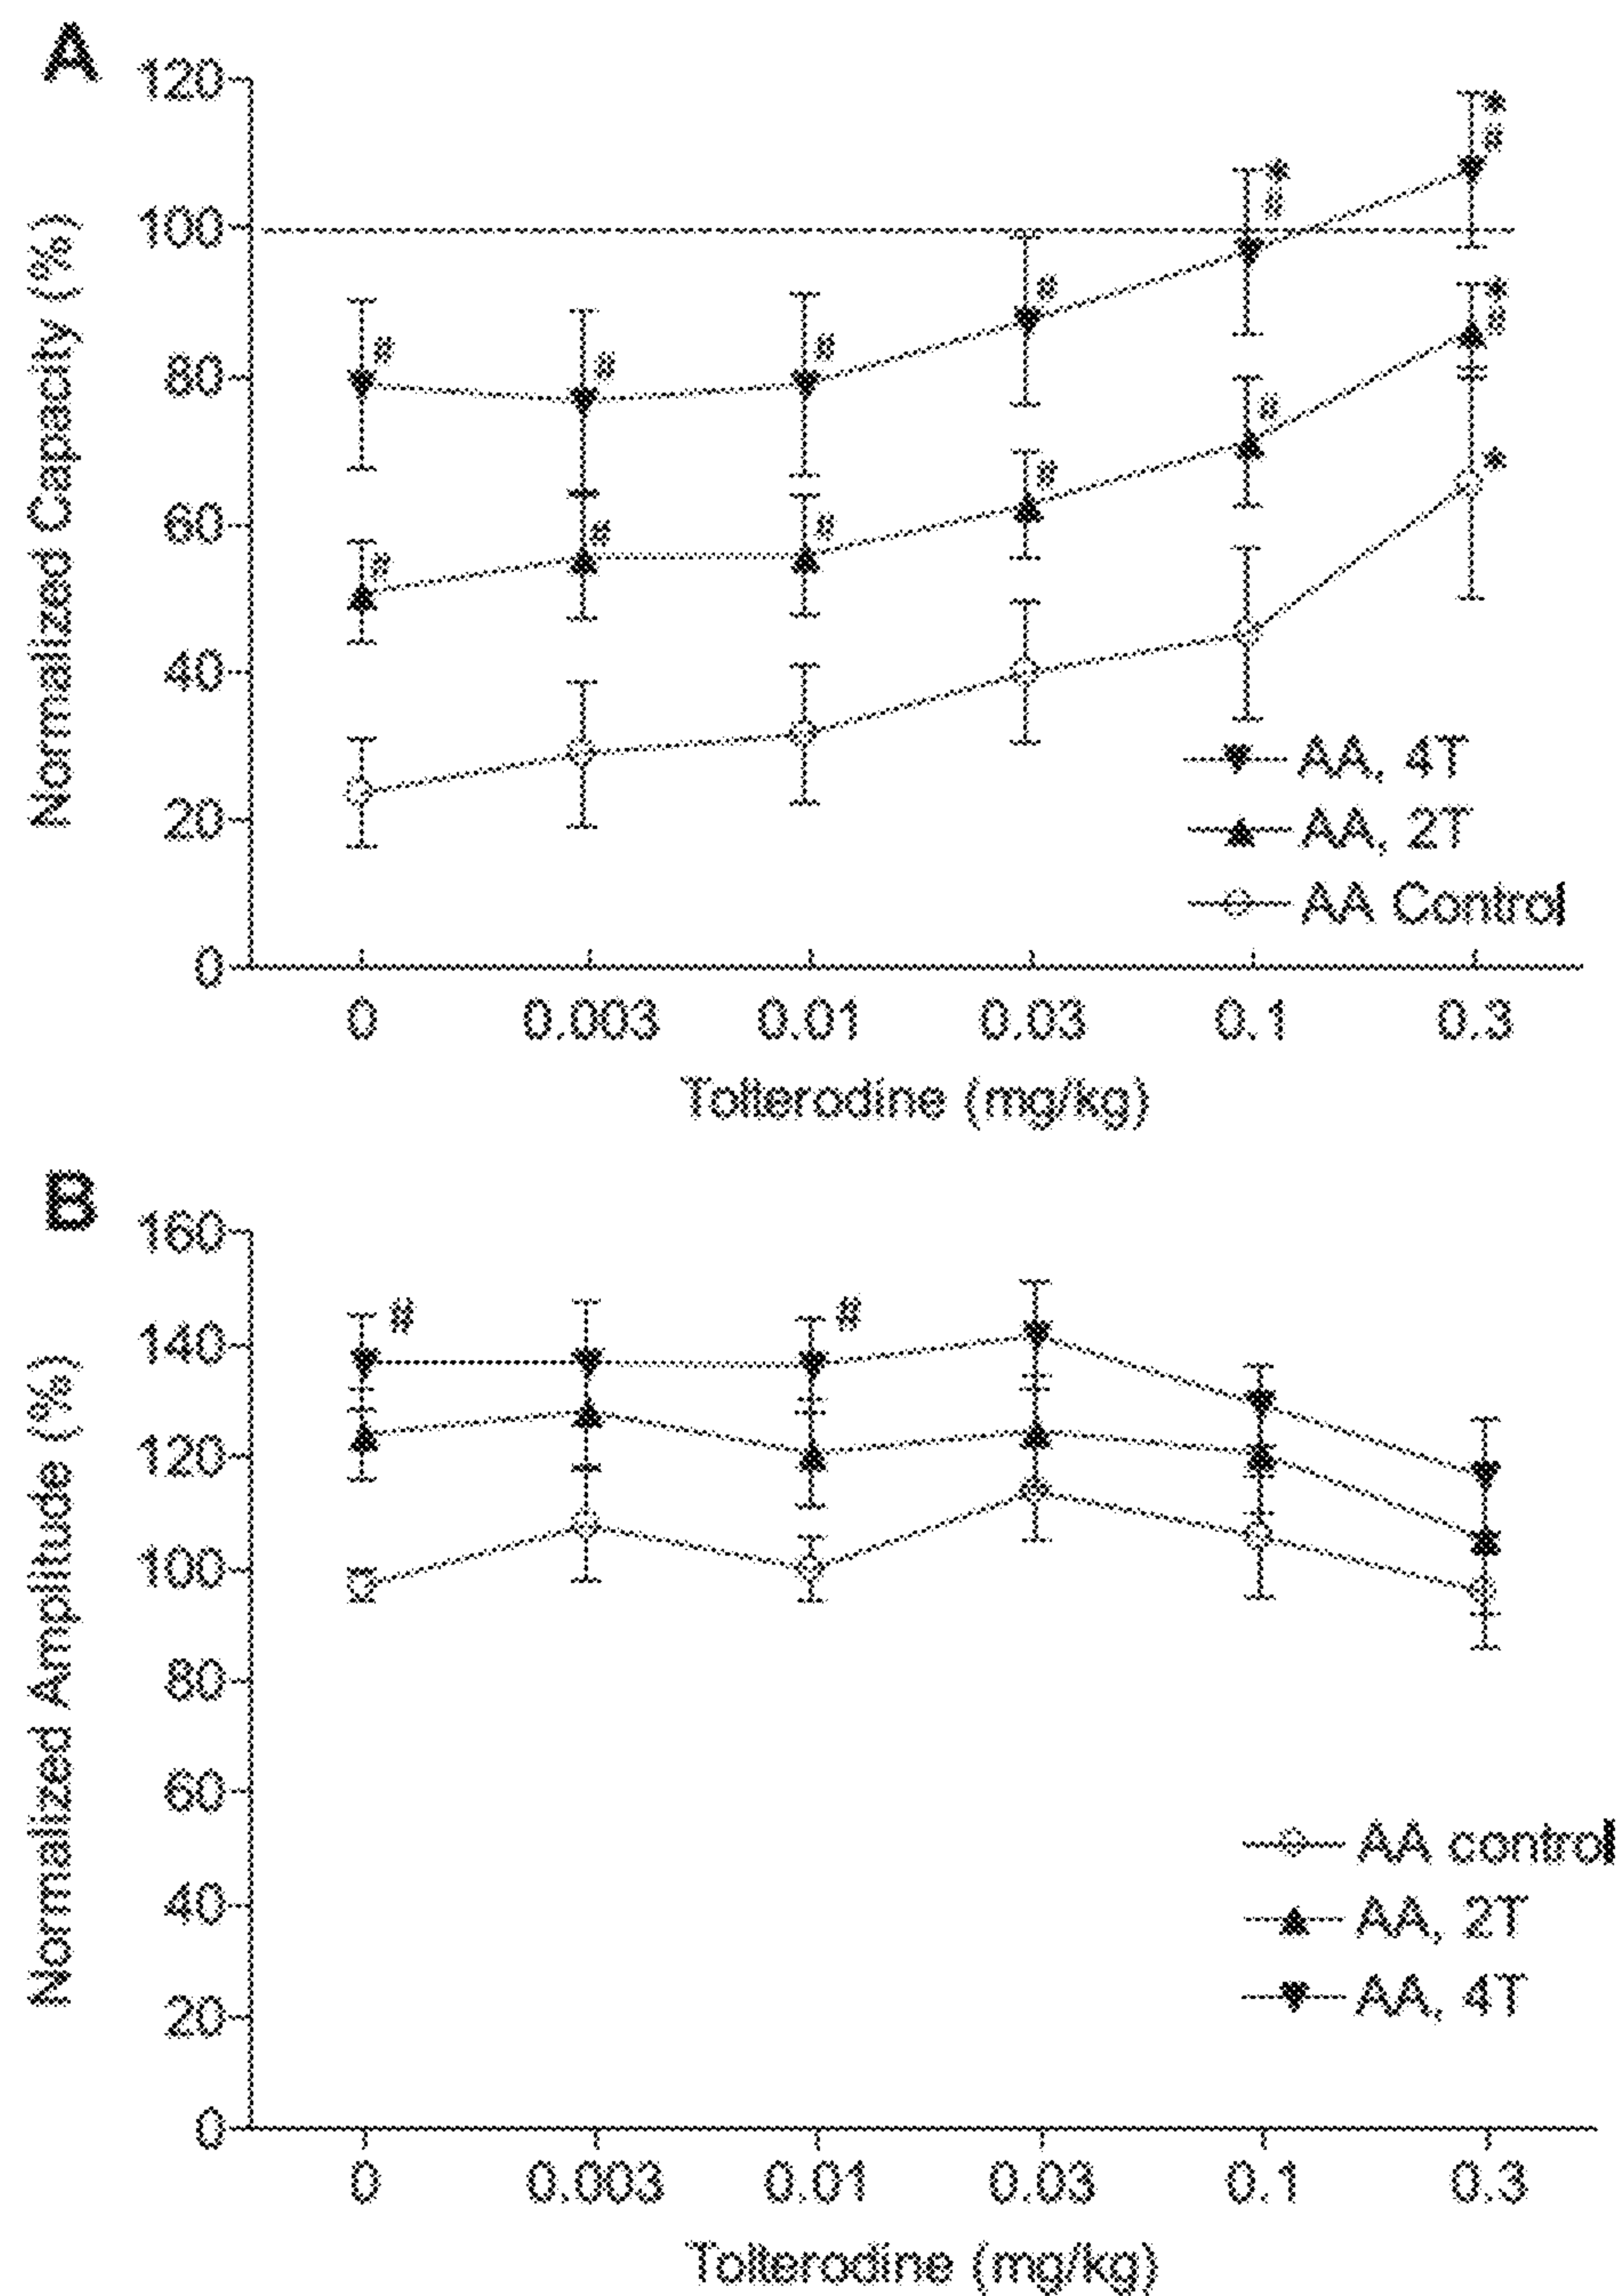 A
Normalized Capacity (%)
120
100
80
60
40
20
0
* #
* #
# # # #
* #
# # # # #
*
AA, 4T
AA, 2T
AA Control
0 0.003 0.01 0.03 0.1 0.3
Tolterodine (mg/kg)
B
Normalized Amplitude (%)
160
140
120
100
80
60
40
20
0
# #
AA control
AA, 2T
AA, 4T
0 0.003 0.01 0.03 0.1 0.3
Tolterodine (mg/kg)